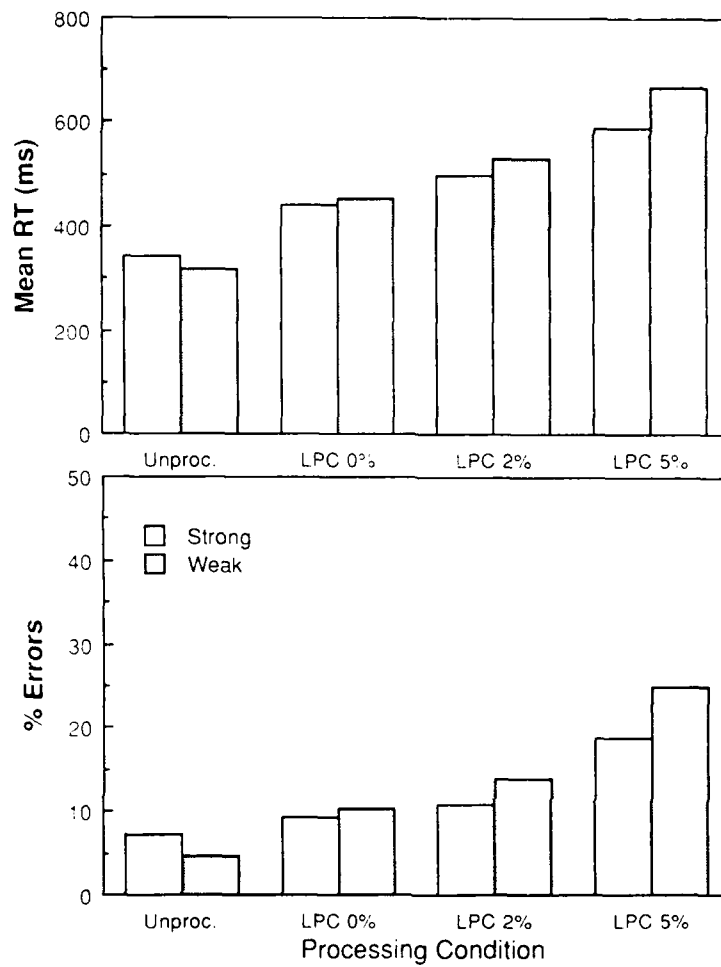 800
600
400
200
0
Mean RT (ms)
Unproc. LPC 0% LPC 2% LPC 5%
50
40
30
20
10
0
% Errors
Strong
Weak
Unproc. LPC 0% LPC 2% LPC 5%
Processing Condition